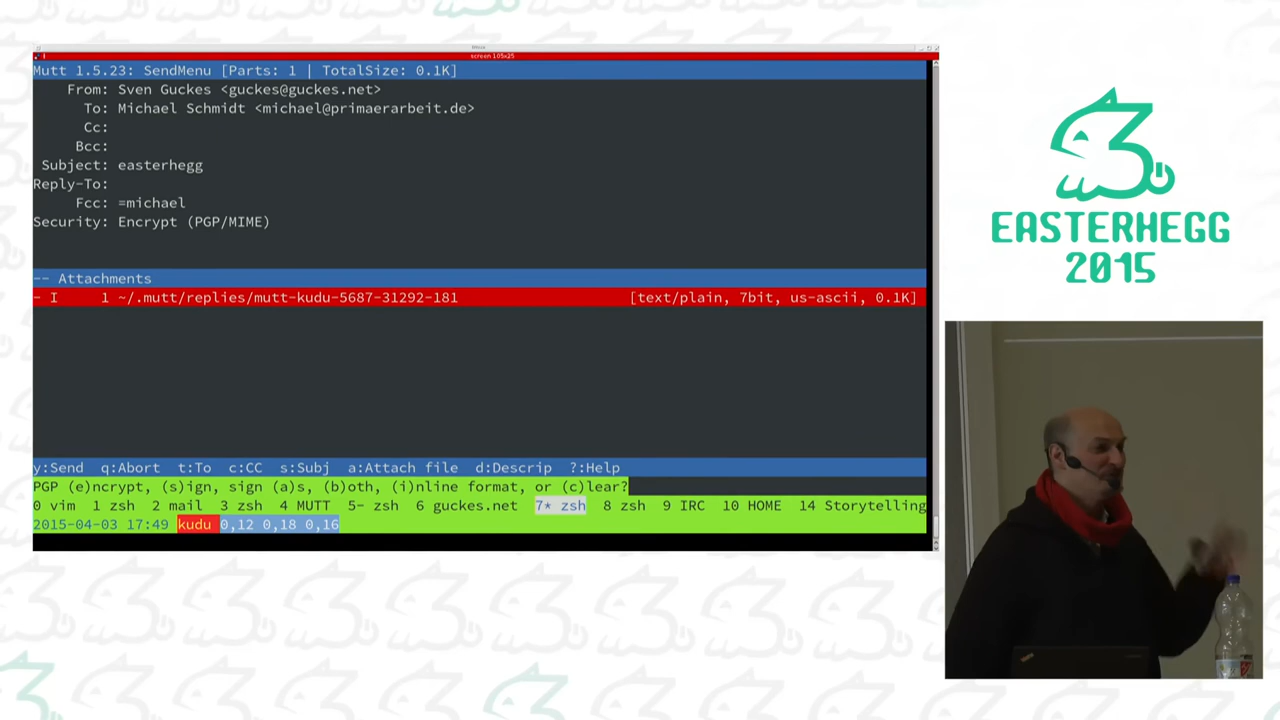 screen 105x25
Mutt 1.5.23: SendMenu [Parts: 1 | TotalSize: 0.1K]
From: Sven Guckes <guckes@guckes.net>
To: Michael Schmidt <michael@primaerarbeit.de>
Cc:
Bcc:
Subject: easterhegg
Reply-To:
Fcc: =michael
Security: Encrypt (PGP/MIME)
-- Attachments
- I 1 ~/.mutt/replies/mutt-kudu-5687-31292-181 [text/plain, 7bit, us-ascii, 0.1K]
y:Send q:Abort t:To c:CC s:Subj a:Attach file d:Descrip ?:Help
PGP (e)ncrypt, (s)ign, sign (a)s, (b)oth, (i)nline format, or (c)lear?
0 vim 1 zsh 2 mail 3 zsh 4 MUTT 5- zsh 6 guckes.net 7* zsh 8 zsh 9 IRC 10 HOME 14 Storytelling
2015-04-03 17:49 kudu 0,12 0,18 0,16
EASTERHEGG
2015